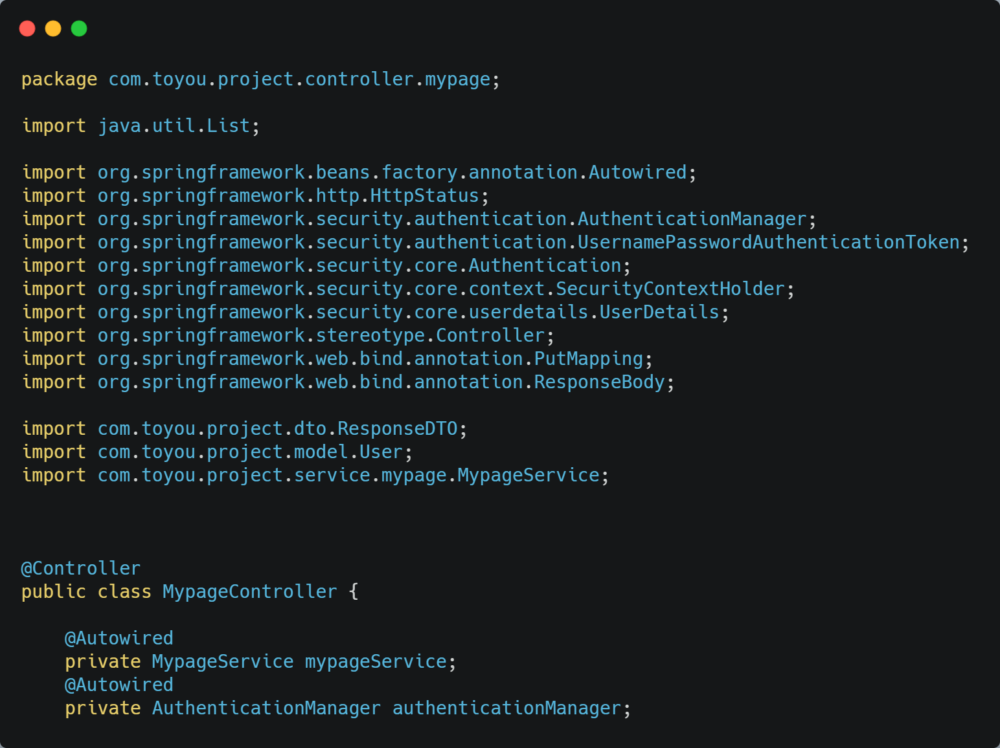 package com.toyou.project.controller.mypage;
import java.util.List;
import org.springframework.beans.factory.annotation.Autowired;
import org.springframework.http.HttpStatus;
import org.springframework.security.authentication.AuthenticationManager;
import org.springframework.security.authentication.UsernamePasswordAuthenticationToken;
import org.springframework.security.core.Authentication;
import org.springframework.security.core.context.SecurityContextHolder;
import org.springframework.security.core.userdetails.UserDetails;
import org.springframework.stereotype.Controller;
import org.springframework.web.bind.annotation.PutMapping;
import org.springframework.web.bind.annotation.ResponseBody;
import com.toyou.project.dto.ResponseDTO;
import com.toyou.project.model.User;
import com.toyou.project.service.mypage.MypageService;
@Controller
public class MypageController {
    @Autowired
    private MypageService mypageService;
    @Autowired
    private AuthenticationManager authenticationManager;